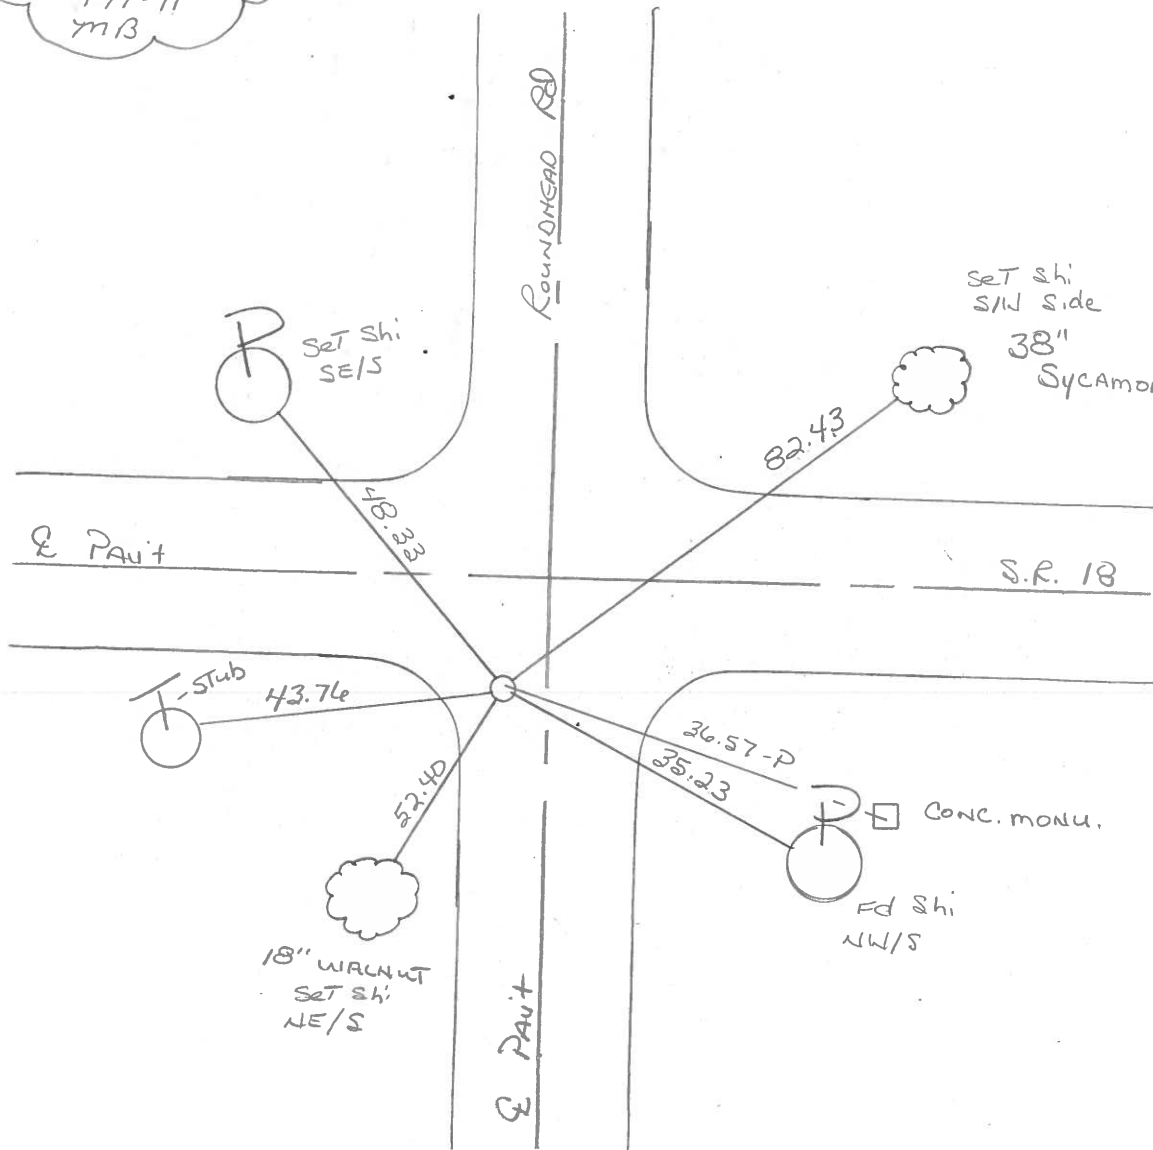 MB
ROUNDHEAD RD
SET Shi
S/W Side
38"
SYCAMO
SET Shi
SE/S
82.43
48.33
℄ PAV't
S.R. 18
STUB
43.76
36.57-P
35.23
52.40
CONC. MONU.
Fd Shi
NW/S
18" WALNUT
SET Shi
NE/S
℄ PAV't